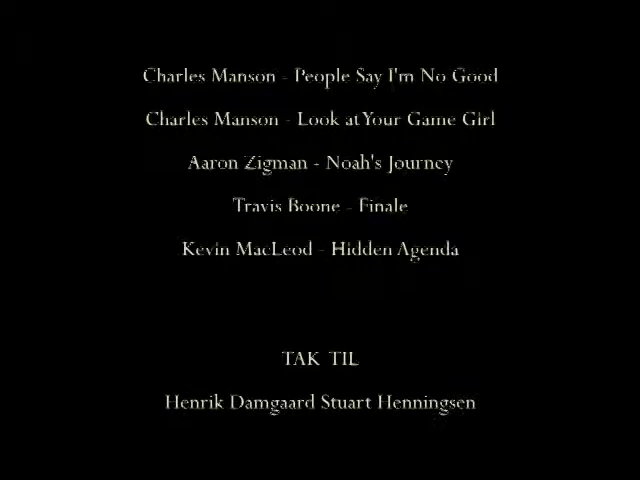 Charles Manson - People Say I'm No Good
Charles Manson - Look at Your Game Girl
Aaron Zigman - Noah's Journey
Travis Boone - Finale
Kevin MacLeod - Hidden Agenda
TAK TIL
Henrik Damgaard Stuart Henningsen